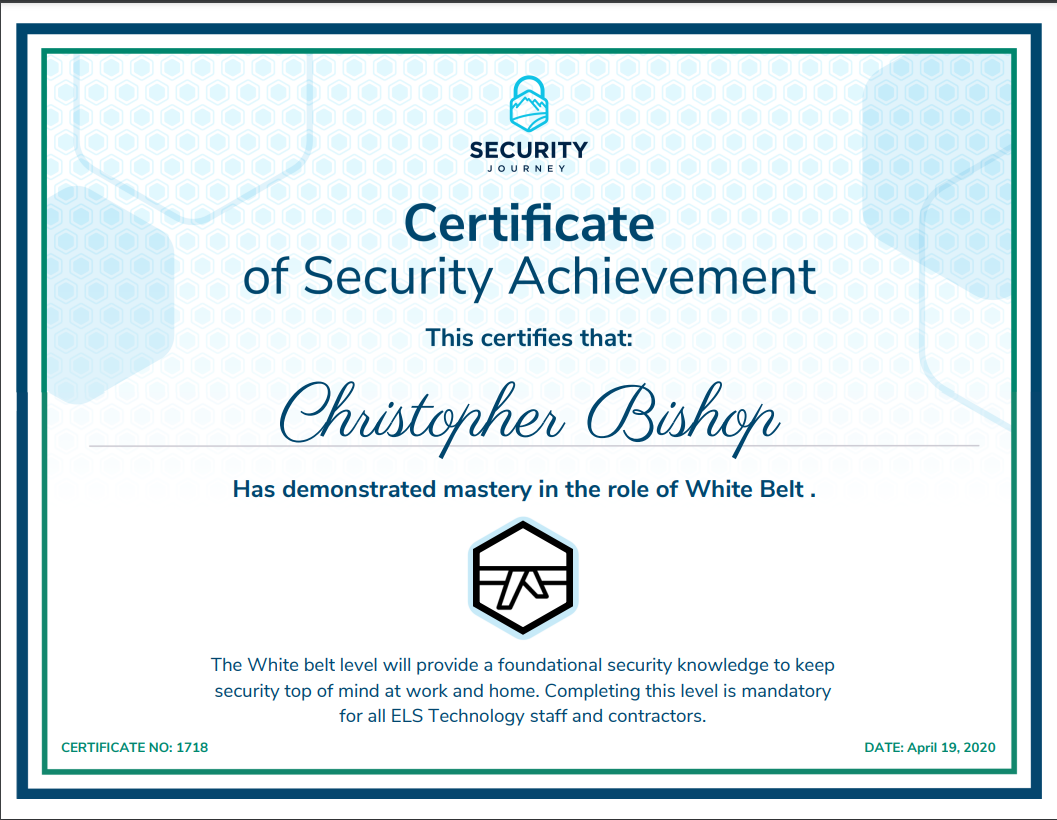 SECURITY
JOURNEY
Certificate
of Security Achievement
This certifies that:
Christopher Bishop
Has demonstrated mastery in the role of White Belt .
The White belt level will provide a foundational security knowledge to keep
security top of mind at work and home. Completing this level is mandatory
for all ELS Technology staff and contractors.
CERTIFICATE NO: 1718
DATE: April 19, 2020